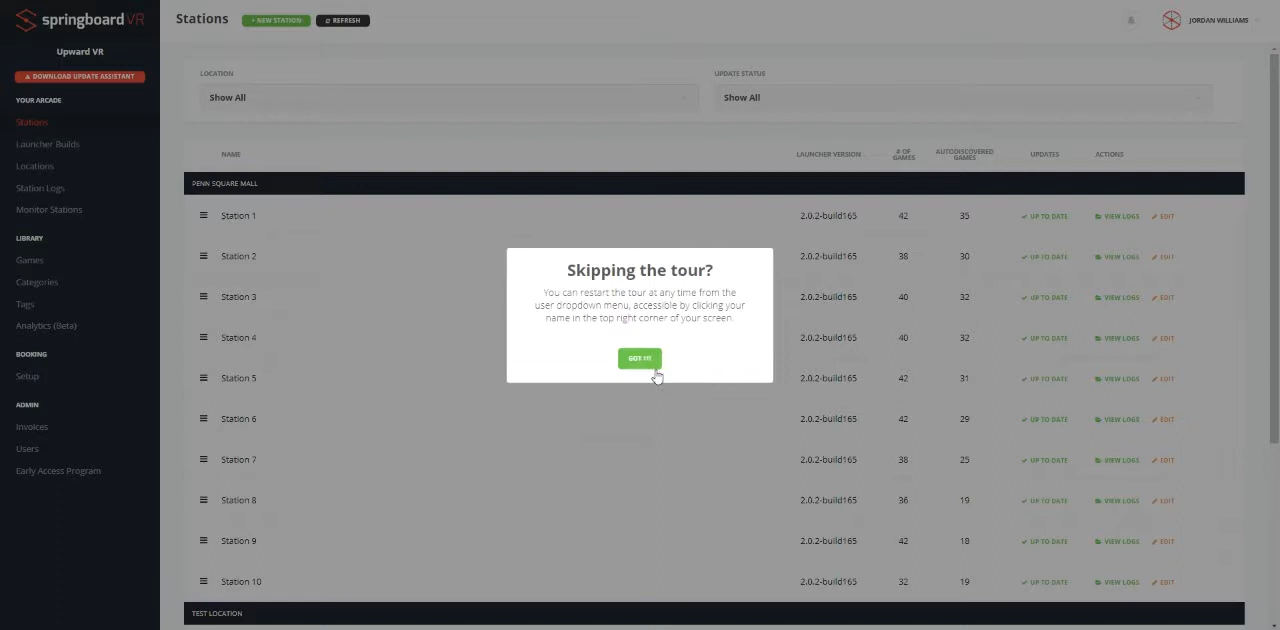 springboardVR
Upward VR
DOWNLOAD UPDATE ASSISTANT
YOUR ARCADE
Stations
Launcher Builds
Locations
Station Logs
Monitor Stations
LIBRARY
Games
Categories
Tags
Analytics (Beta)
BOOKING
Setup
ADMIN
Invoices
Users
Early Access Program
Stations
+ NEW STATION
REFRESH
JORDAN WILLIAMS
LOCATION
Show All
UPDATE STATUS
Show All
NAME
LAUNCHER VERSION
# OF GAMES
AUTODISCOVERED GAMES
UPDATES
ACTIONS
PENN SQUARE MALL
Station 1 2.0.2-build165 42 35 UP TO DATE VIEW LOGS EDIT
Station 2 2.0.2-build165 38 30 UP TO DATE VIEW LOGS EDIT
Station 3 2.0.2-build165 40 32 UP TO DATE VIEW LOGS EDIT
Station 4 2.0.2-build165 40 32 UP TO DATE VIEW LOGS EDIT
Station 5 2.0.2-build165 42 31 UP TO DATE VIEW LOGS EDIT
Station 6 2.0.2-build165 42 29 UP TO DATE VIEW LOGS EDIT
Station 7 2.0.2-build165 38 25 UP TO DATE VIEW LOGS EDIT
Station 8 2.0.2-build165 36 19 UP TO DATE VIEW LOGS EDIT
Station 9 2.0.2-build165 42 18 UP TO DATE VIEW LOGS EDIT
Station 10 2.0.2-build165 32 19 UP TO DATE VIEW LOGS EDIT
TEST LOCATION
Skipping the tour?
You can restart the tour at any time from the
user dropdown menu, accessible by clicking your
name in the top right corner of your screen.
GOT IT!